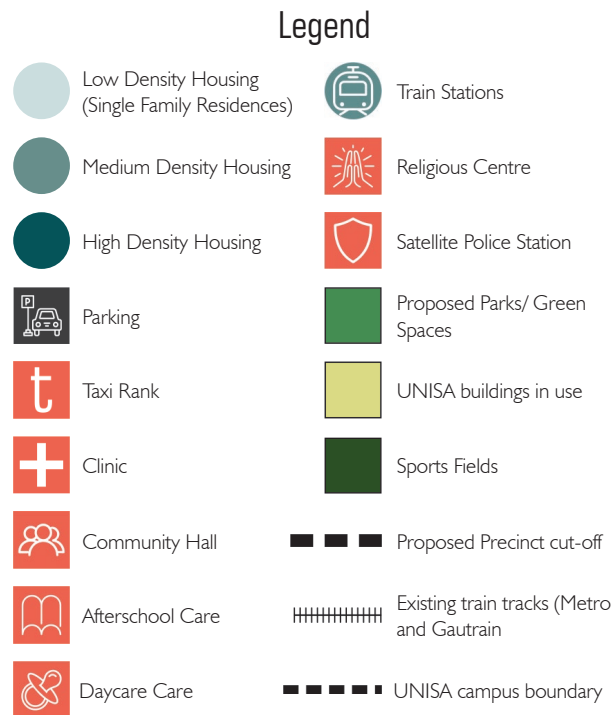 Legend
Low Density Housing
(Single Family Residences)
Medium Density Housing
High Density Housing
P
Parking
t
Taxi Rank
Clinic
Community Hall
Afterschool Care
Daycare Care
Train Stations
Religious Centre
Satellite Police Station
Proposed Parks/ Green
Spaces
UNISA buildings in use
Sports Fields
Proposed Precinct cut-off
Existing train tracks (Metro
and Gautrain
UNISA campus boundary